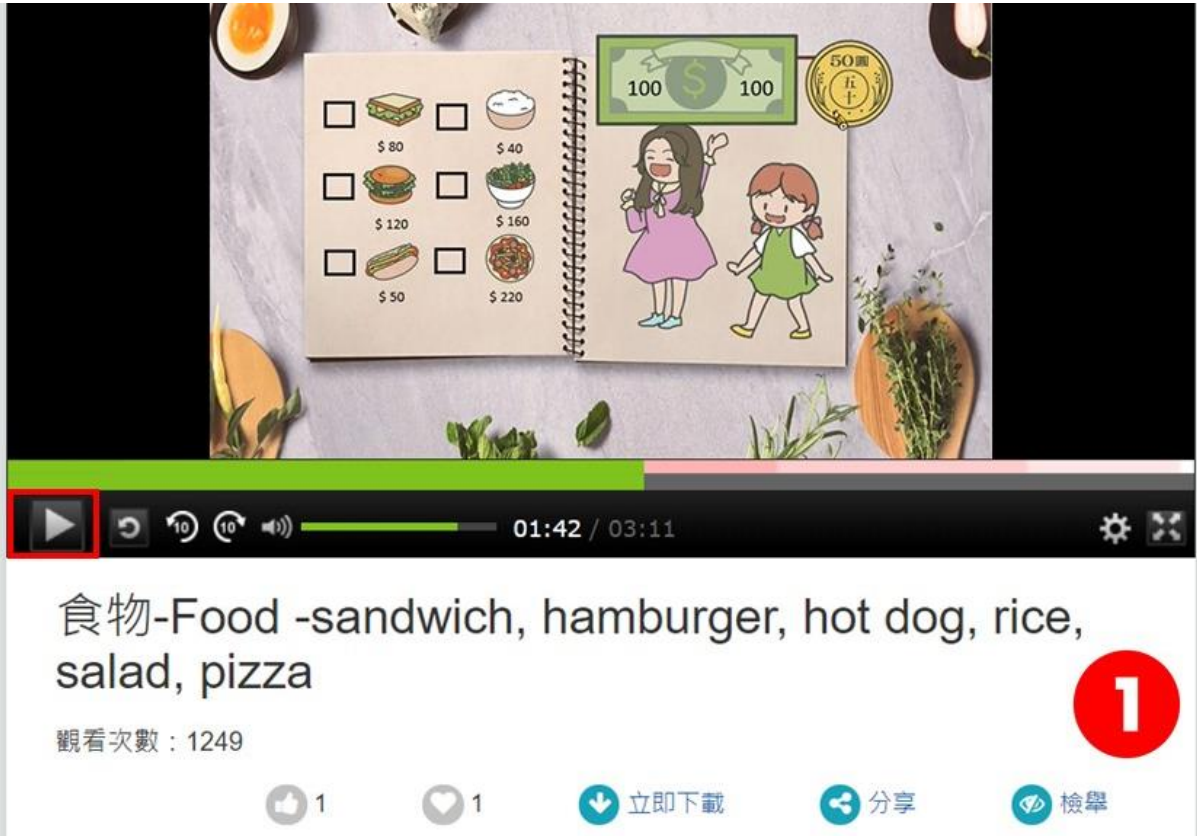 100 $ 100
50圓
五十
$ 80
$ 40
$ 120
$ 160
$ 50
$ 220
10
10
01:42 / 03:11
食物-Food -sandwich, hamburger, hot dog, rice,
salad, pizza
1
觀看次數：1249
1
1
立即下載
分享
檢舉